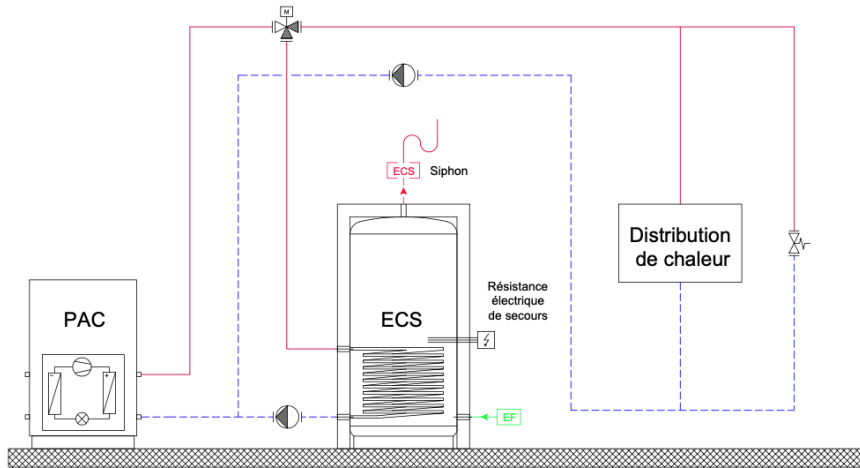 M
ECS
Siphon
Distribution
de chaleur
Résistance
électrique
de secours
PAC
ECS
EF